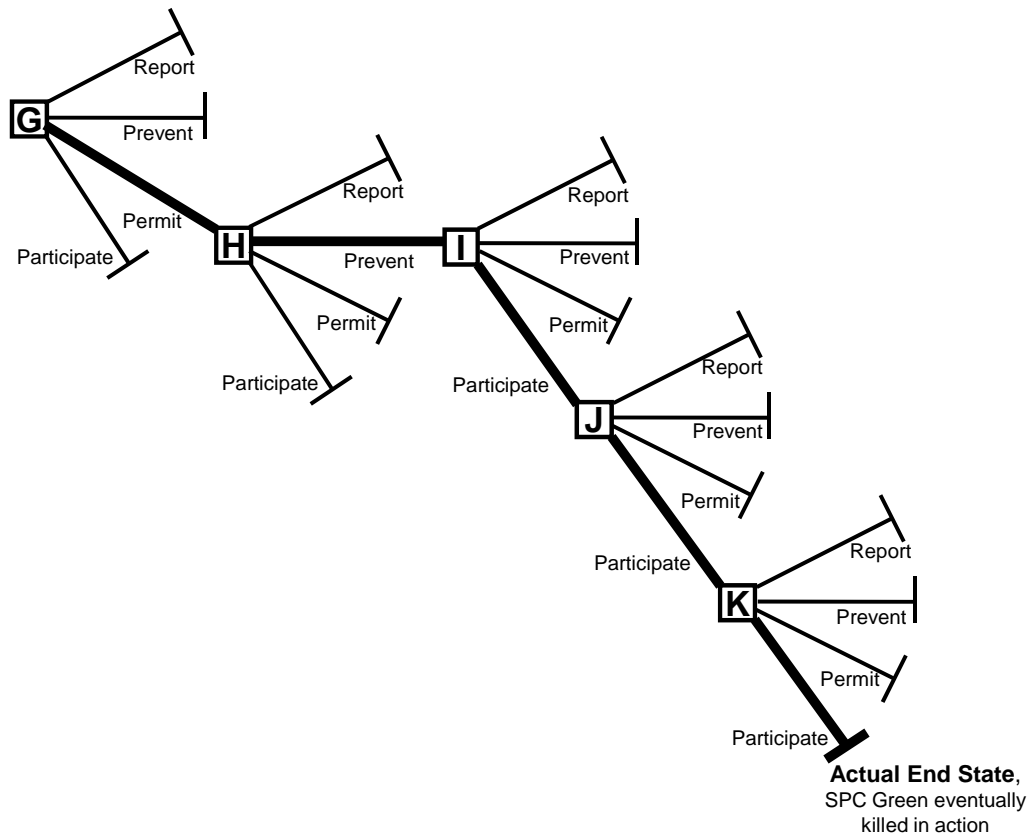 Report
G
Prevent
Permit
Participate
Report
H
Prevent
Permit
Participate
Report
I
Prevent
Permit
Participate
Report
J
Prevent
Permit
Participate
Report
K
Prevent
Permit
Participate
Actual End State,
SPC Green eventually
killed in action